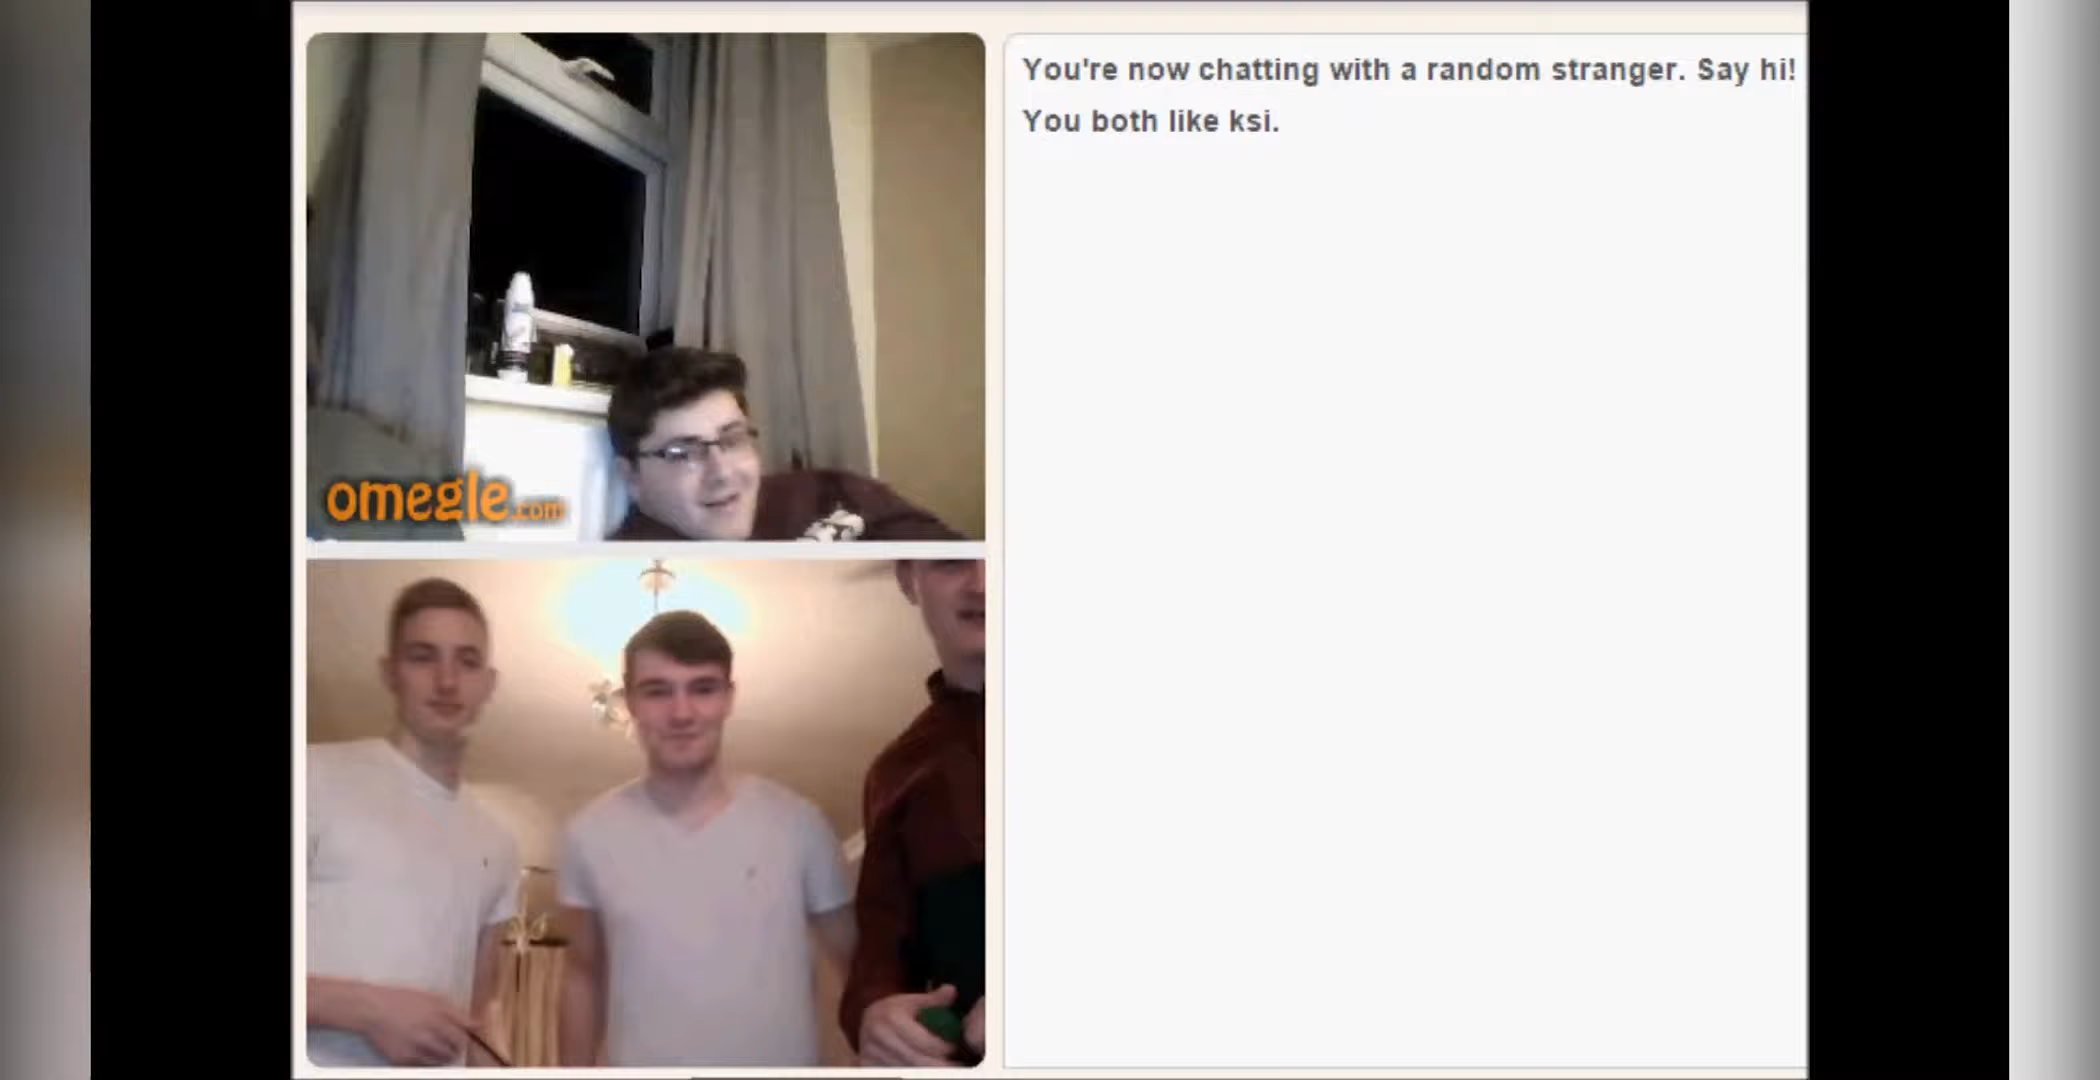 You're now chatting with a random stranger. Say hi!
You both like ksi.
omegle.com